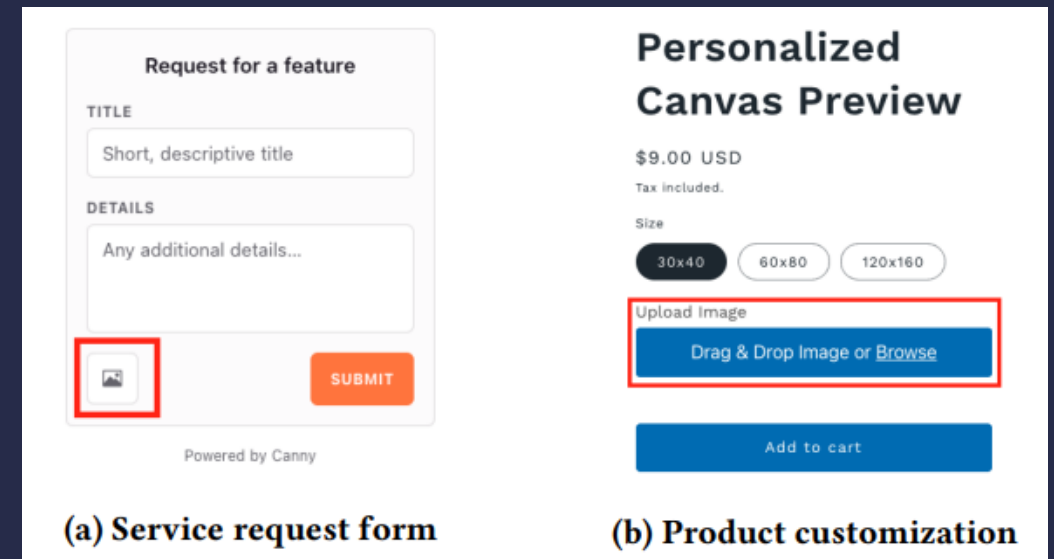 Request for a feature
TITLE
Short, descriptive title
DETAILS
Any additional details...
SUBMIT
Powered by Canny
(a) Service request form
Personalized
Canvas Preview
$9.00 USD
Tax included.
Size
30x40 60x80 120x160
Upload Image
Drag & Drop Image or Browse
Add to cart
(b) Product customization